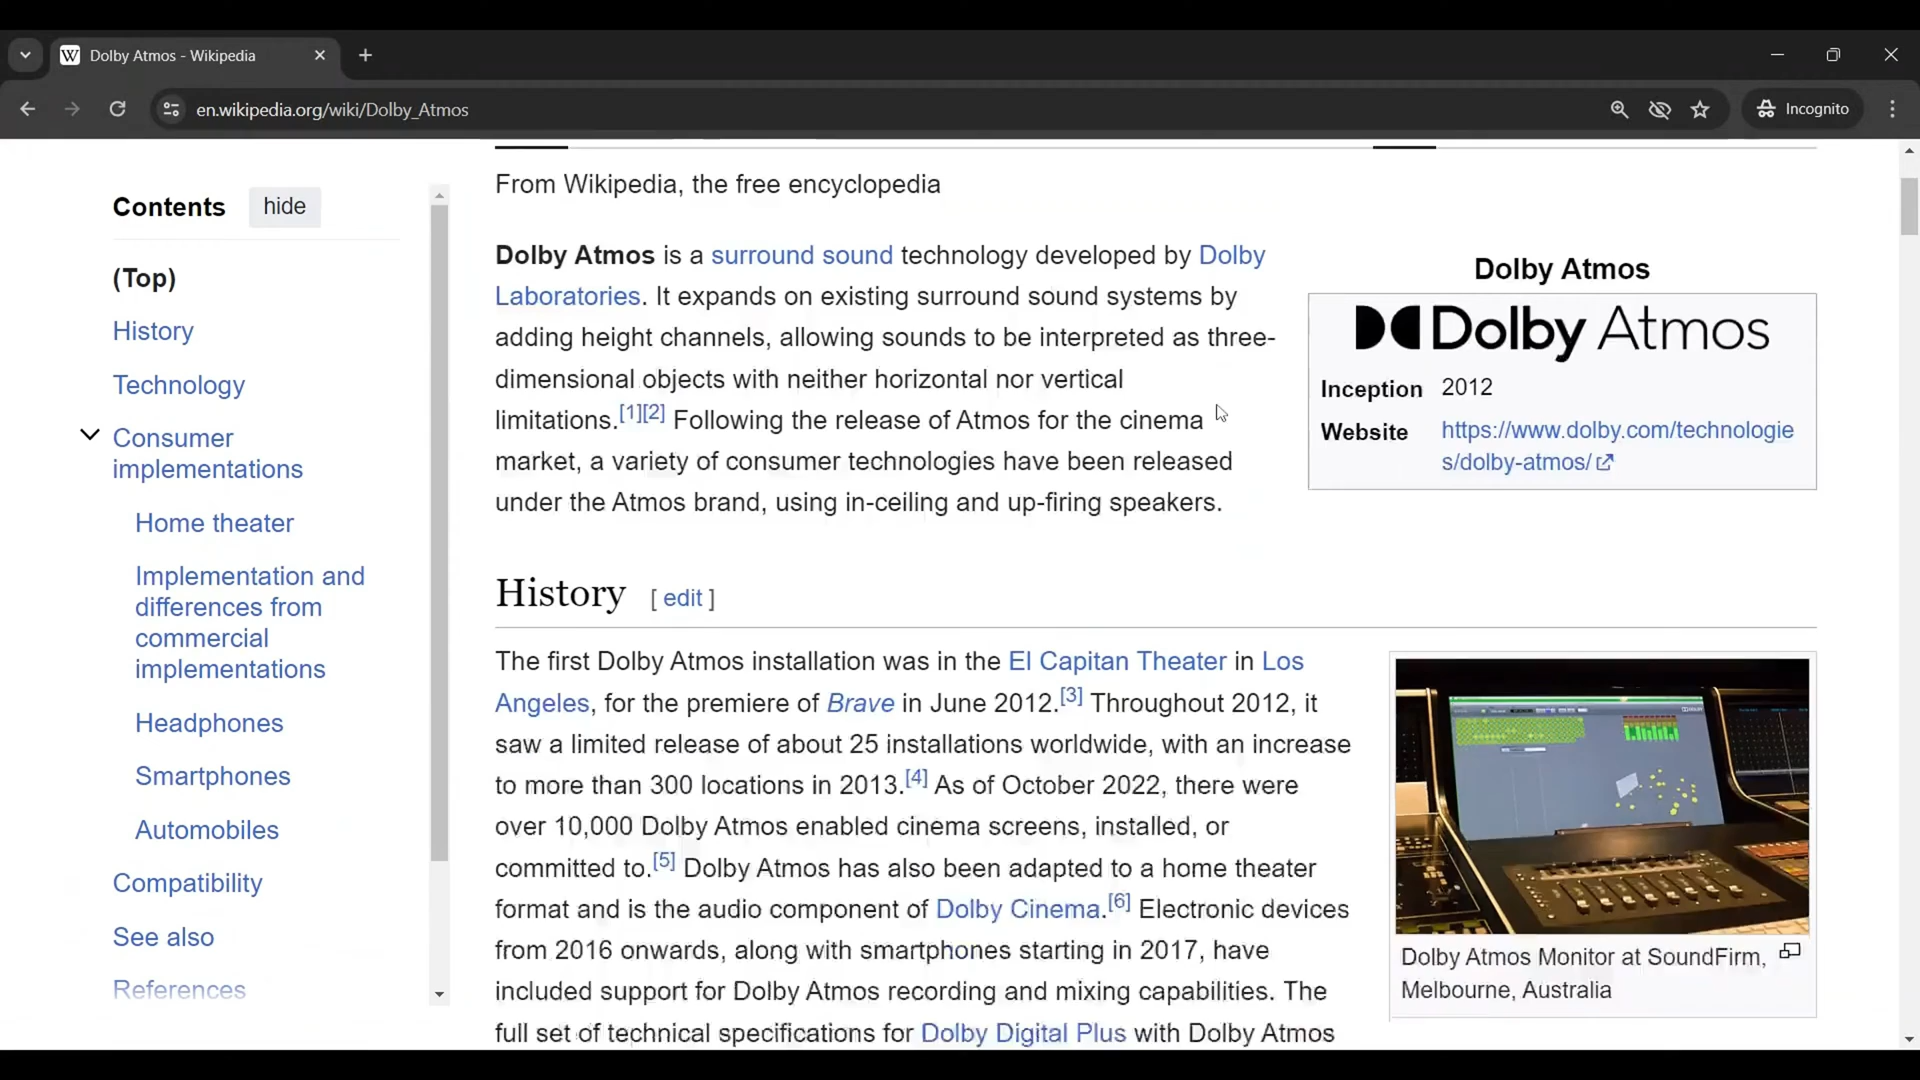 Dolby Atmos - Wikipedia
en.wikipedia.org/wiki/Dolby_Atmos
Incognito
Contents
hide
(Top)
History
Technology
Consumer
implementations
Home theater
Implementation and
differences from
commercial
implementations
Headphones
Smartphones
Automobiles
Compatibility
See also
References
From Wikipedia, the free encyclopedia
Dolby Atmos is a surround sound technology developed by Dolby
Laboratories. It expands on existing surround sound systems by
adding height channels, allowing sounds to be interpreted as three-
dimensional objects with neither horizontal nor vertical
limitations.[1][2] Following the release of Atmos for the cinema
market, a variety of consumer technologies have been released
under the Atmos brand, using in-ceiling and up-firing speakers.
Dolby Atmos
Dolby Atmos
Inception 2012
Website https://www.dolby.com/technologie
s/dolby-atmos/
History [ edit ]
The first Dolby Atmos installation was in the El Capitan Theater in Los
Angeles, for the premiere of Brave in June 2012.[3] Throughout 2012, it
saw a limited release of about 25 installations worldwide, with an increase
to more than 300 locations in 2013.[4] As of October 2022, there were
over 10,000 Dolby Atmos enabled cinema screens, installed, or
committed to.[5] Dolby Atmos has also been adapted to a home theater
format and is the audio component of Dolby Cinema.[6] Electronic devices
from 2016 onwards, along with smartphones starting in 2017, have
included support for Dolby Atmos recording and mixing capabilities. The
full set of technical specifications for Dolby Digital Plus with Dolby Atmos
Dolby Atmos Monitor at SoundFirm,
Melbourne, Australia